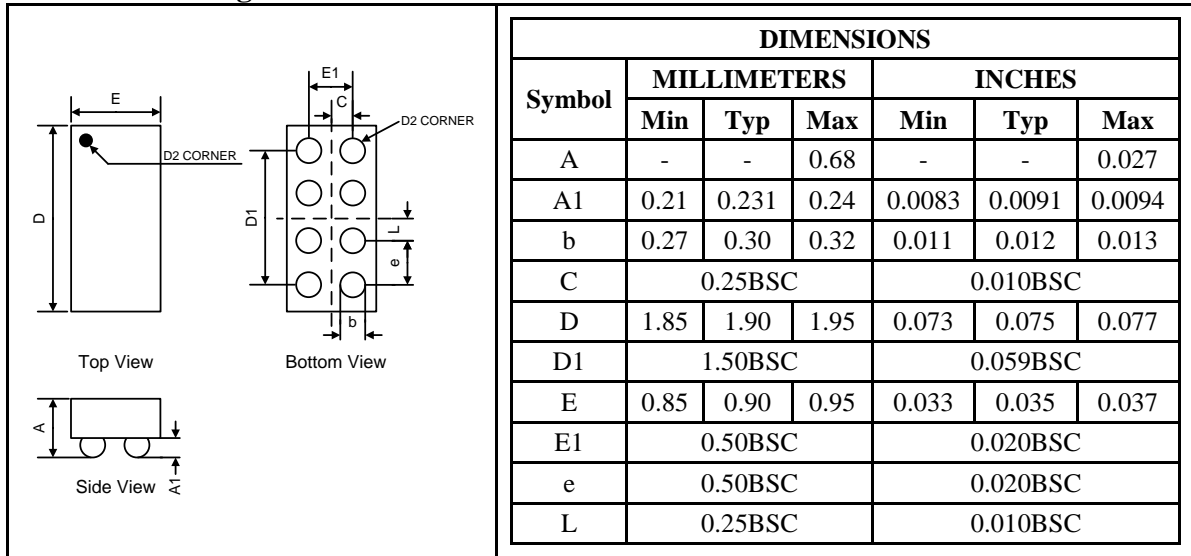 E
D2 CORNER
D
Top View
E1
C
D2 CORNER
D1
L
e
b
Bottom View
A
A1
Side View
DIMENSIONS
Symbol MILLIMETERS INCHES
Min Typ Max Min Typ Max
A - - 0.68 - - 0.027
A1 0.21 0.231 0.24 0.0083 0.0091 0.0094
b 0.27 0.30 0.32 0.011 0.012 0.013
C 0.25BSC 0.010BSC
D 1.85 1.90 1.95 0.073 0.075 0.077
D1 1.50BSC 0.059BSC
E 0.85 0.90 0.95 0.033 0.035 0.037
E1 0.50BSC 0.020BSC
e 0.50BSC 0.020BSC
L 0.25BSC 0.010BSC